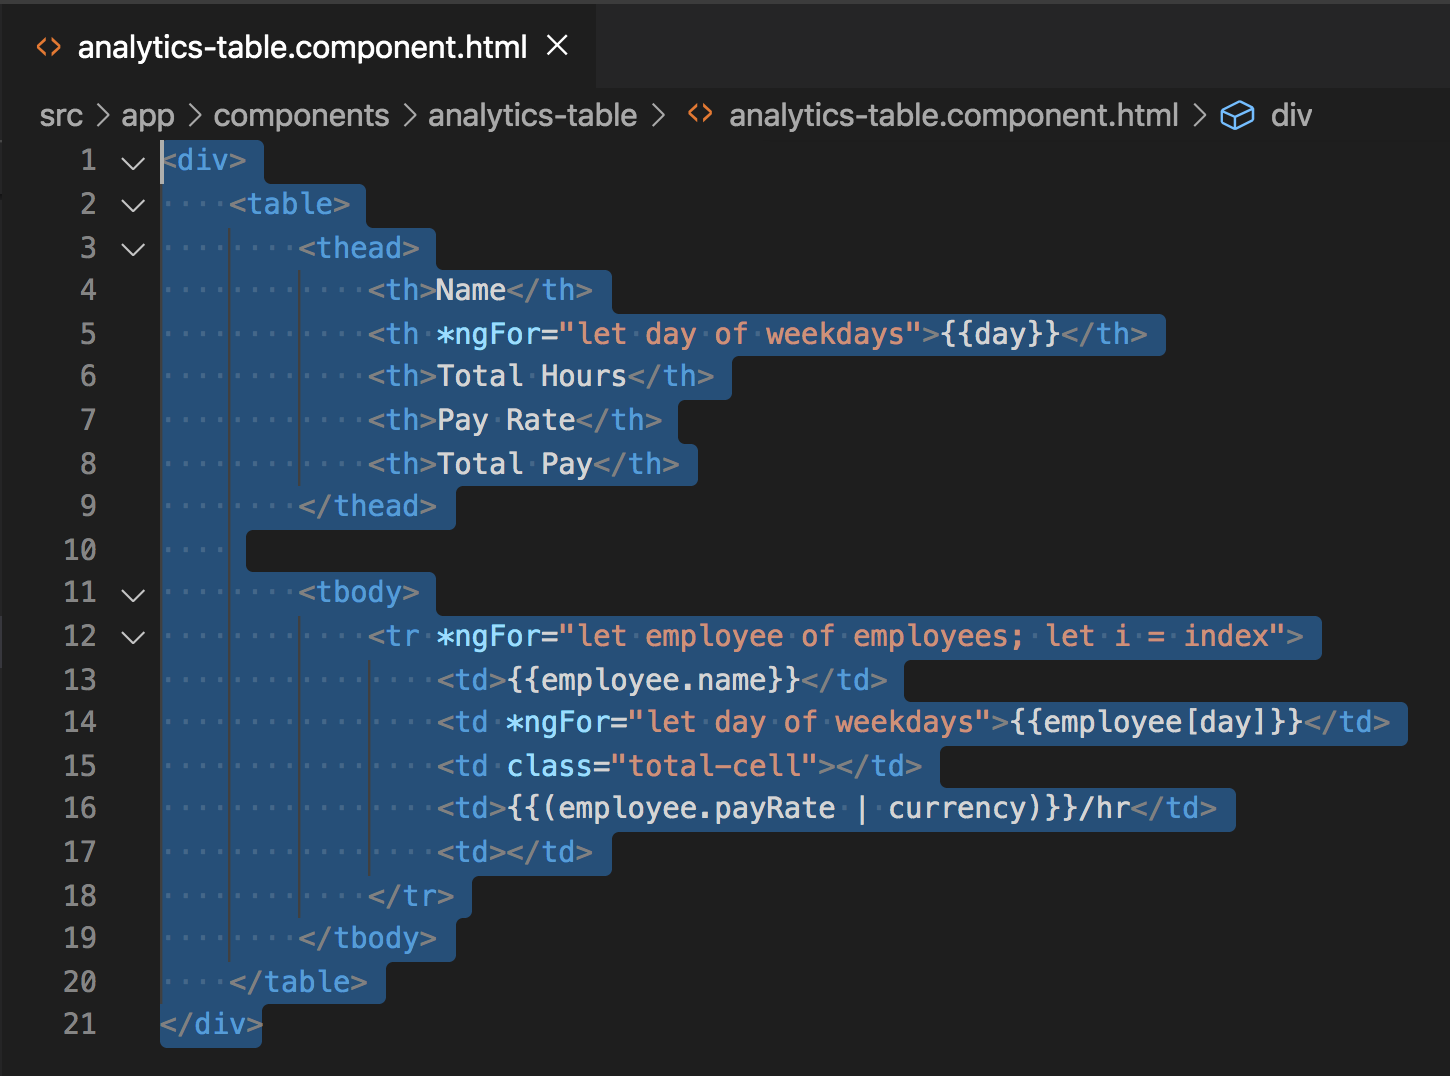 analytics-table.component.html
src > app > components > analytics-table > analytics-table.component.html > div
1 <div>
2     <table>
3         <thead>
4             <th>Name</th>
5             <th *ngFor="let day of weekdays">{{day}}</th>
6             <th>Total Hours</th>
7             <th>Pay Rate</th>
8             <th>Total Pay</th>
9         </thead>
10
11         <tbody>
12             <tr *ngFor="let employee of employees; let i = index">
13                 <td>{{employee.name}}</td>
14                 <td *ngFor="let day of weekdays">{{employee[day]}}</td>
15                 <td class="total-cell"></td>
16                 <td>{{(employee.payRate | currency)}}/hr</td>
17                 <td></td>
18             </tr>
19         </tbody>
20     </table>
21 </div>